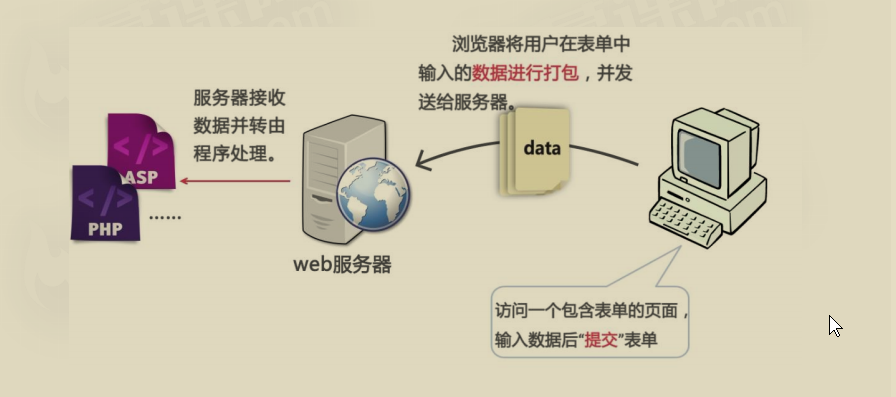 浏览器将用户在表单中
输入的数据进行打包，并发
送给服务器。
服务器接收
数据并转由
程序处理。
data
</>
ASP
</>
PHP
······
web服务器
访问一个包含表单的页面，
输入数据后“提交”表单